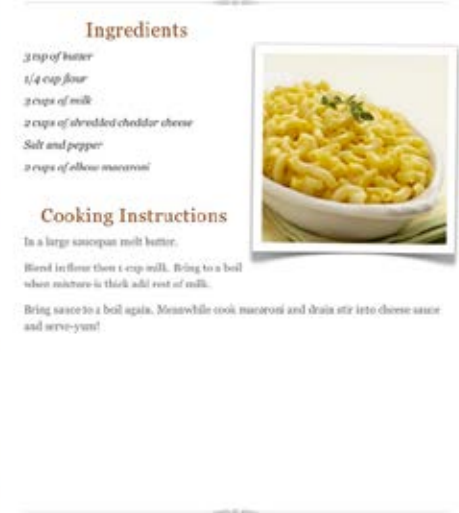 Ingredients
3 tsp of butter
1/4 cup flour
2 cups of milk
2 cups of shredded cheddar cheese
Salt and pepper
2 cups of elbow macaroni
Cooking Instructions
In a large saucepan melt butter.
Blend in flour then 1 cup milk. Bring to a boil
when mixture is thick add rest of milk.
Bring sauce to a boil again. Meanwhile cook macaroni and drain stir into cheese sauce
and serve-yum!